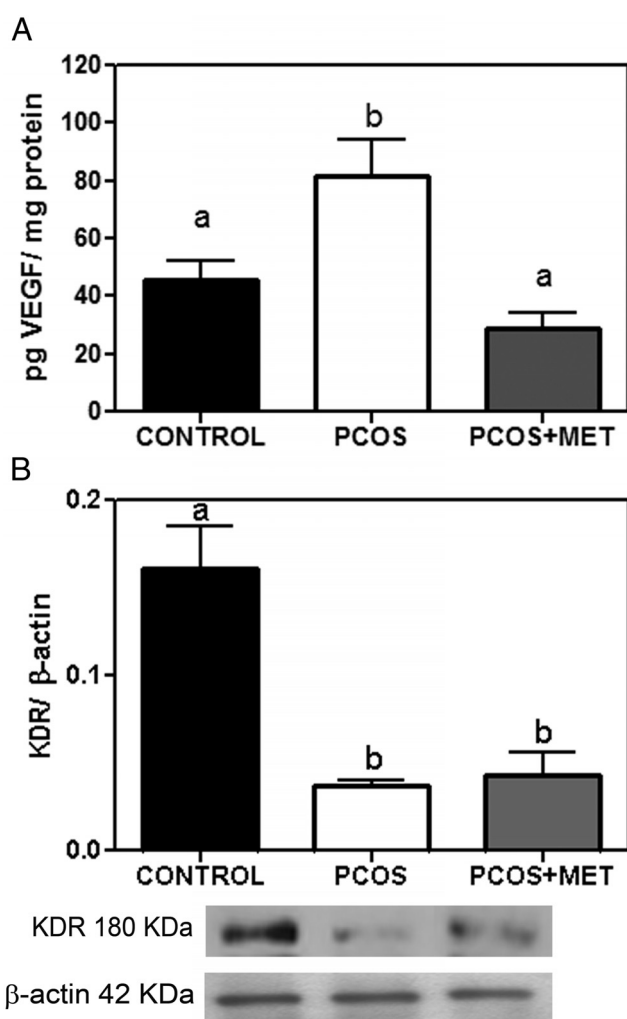 A
120
100
80
60
40
20
0
pg VEGF/ mg protein
a
b
a
CONTROL PCOS PCOS+MET
B
0.2
0.1
0.0
KDR/ β-actin
a
b
b
CONTROL PCOS PCOS+MET
KDR 180 KDa
β-actin 42 KDa